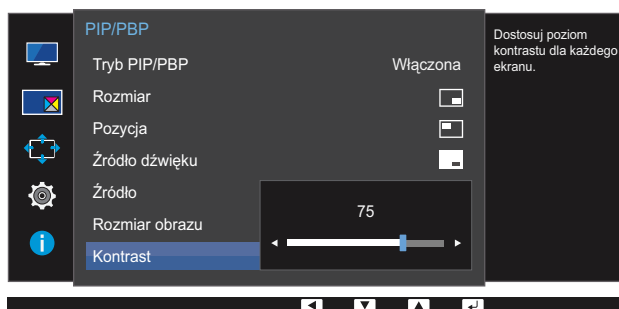 PIP/PBP
Tryb PIP/PBP Włączona
Rozmiar
Pozycja
Źródło dźwięku
Źródło
Rozmiar obrazu
Kontrast
75
Dostosuj poziom
kontrastu dla każdego
ekranu.